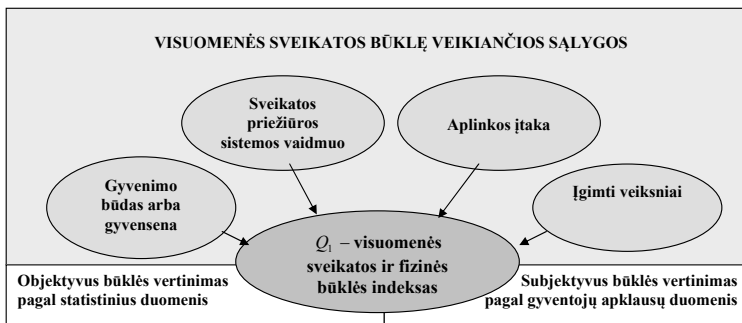 VISUOMENĖS SVEIKATOS BŪKLĘ VEIKIANČIOS SĄLYGOS
Sveikatos
priežiūros
sistemos vaidmuo
Aplinkos įtaka
Gyvenimo
būdas arba
gyvensena
Įgimti veiksniai
Q₁ – visuomenės
sveikatos ir fizinės
būklės indeksas
Objektyvus būklės vertinimas
pagal statistinius duomenis
Subjektyvus būklės vertinimas
pagal gyventojų apklausų duomenis